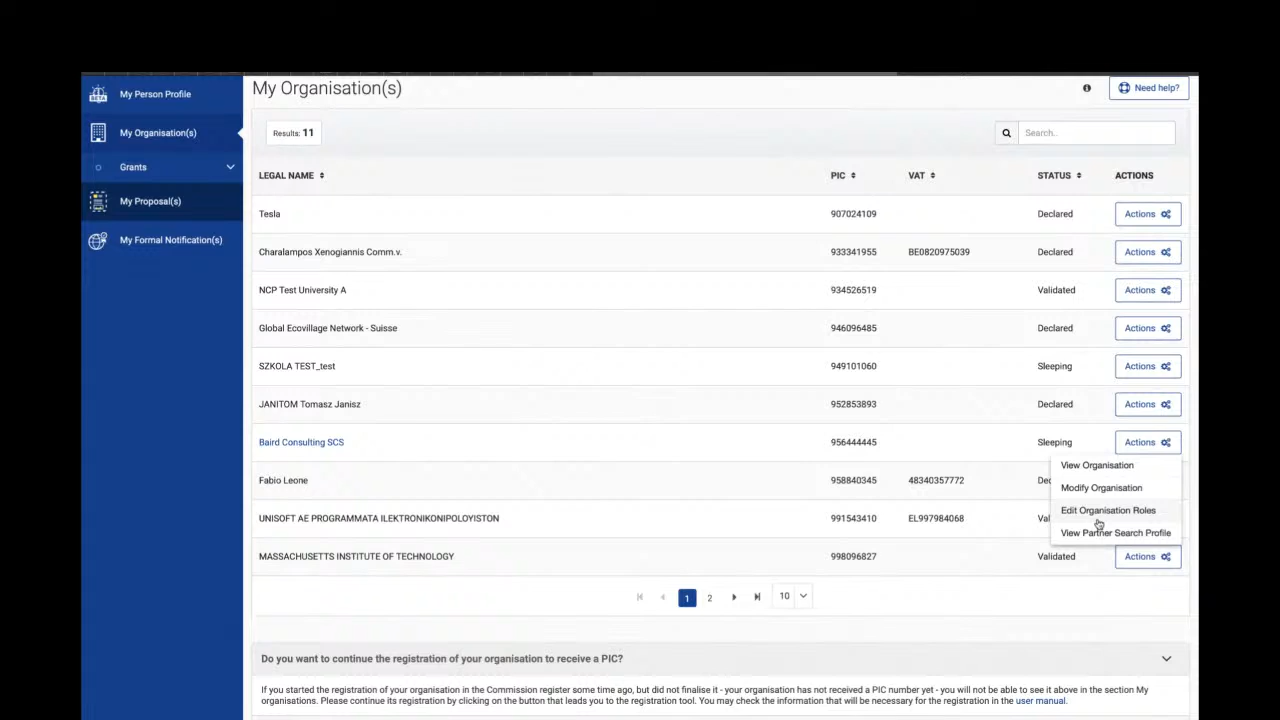 My Person Profile
BETA
My Organisation(s)
Grants
My Proposal(s)
My Formal Notification(s)
My Organisation(s)
Need help?
Results: 11
Search..
LEGAL NAME PIC VAT STATUS ACTIONS
Tesla 907024109 Declared Actions
Charalampos Xenogiannis Comm.v. 933341955 BE0820975039 Declared Actions
NCP Test University A 934526519 Validated Actions
Global Ecovillage Network - Suisse 946096485 Declared Actions
SZKOLA TEST_test 949101060 Sleeping Actions
JANITOM Tomasz Janisz 952853893 Declared Actions
Baird Consulting SCS 956444445 Sleeping Actions
View Organisation
Fabio Leone 958840345 48340357772 Dec
Modify Organisation
Edit Organisation Roles
UNISOFT AE PROGRAMMATA ILEKTRONIKONIPOLOYISTON 991543410 EL997984068 Val
View Partner Search Profile
MASSACHUSETTS INSTITUTE OF TECHNOLOGY 998096827 Validated Actions
1 2 10
Do you want to continue the registration of your organisation to receive a PIC?
If you started the registration of your organisation in the Commission register some time ago, but did not finalise it - your organisation has not received a PIC number yet - you will not be able to see it above in the section My
organisations. Please continue its registration by clicking on the button that leads you to the registration tool. You may check the information that will be necessary for the registration in the user manual.